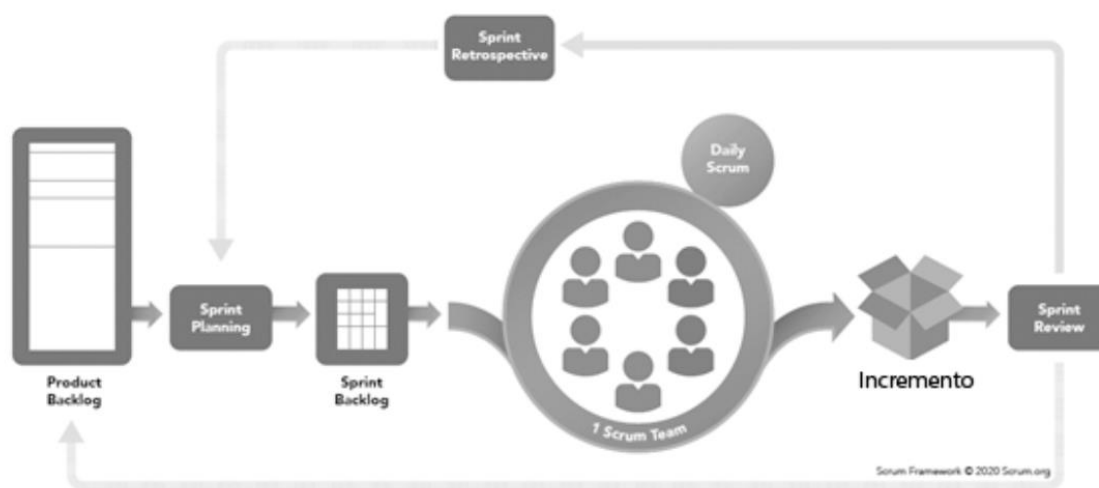 Sprint
Retrospective
Daily
Scrum
Sprint
Planning
Sprint
Review
Product
Backlog
Sprint
Backlog
Incremento
1 Scrum Team
Scrum Framework © 2020 Scrum.org